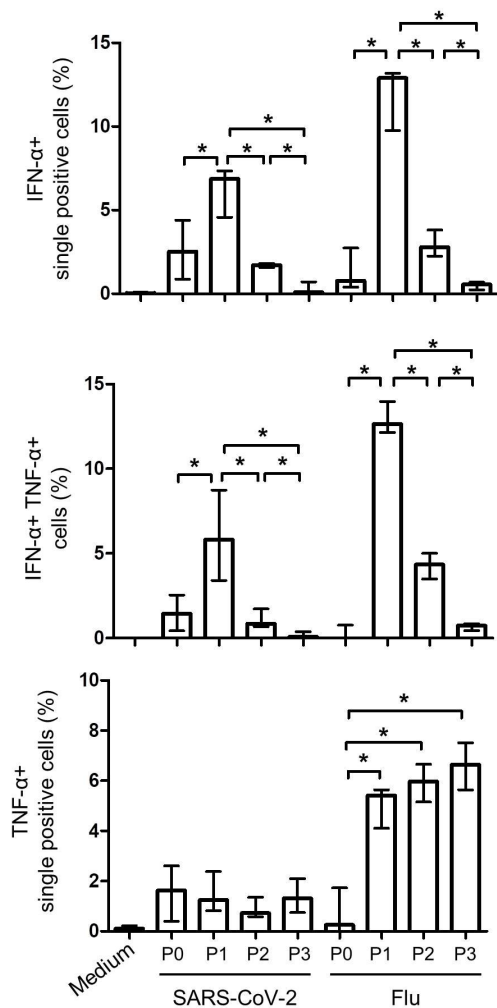 IFN-α+
single positive cells (%)
15
10
5
0
* * * *
* * * *
IFN-α+ TNF-α+
cells (%)
15
10
5
0
* * * *
* * * *
TNF-α+
single positive cells (%)
10
8
6
4
2
0
* * *
Medium P0 P1 P2 P3 P0 P1 P2 P3
SARS-CoV-2 Flu